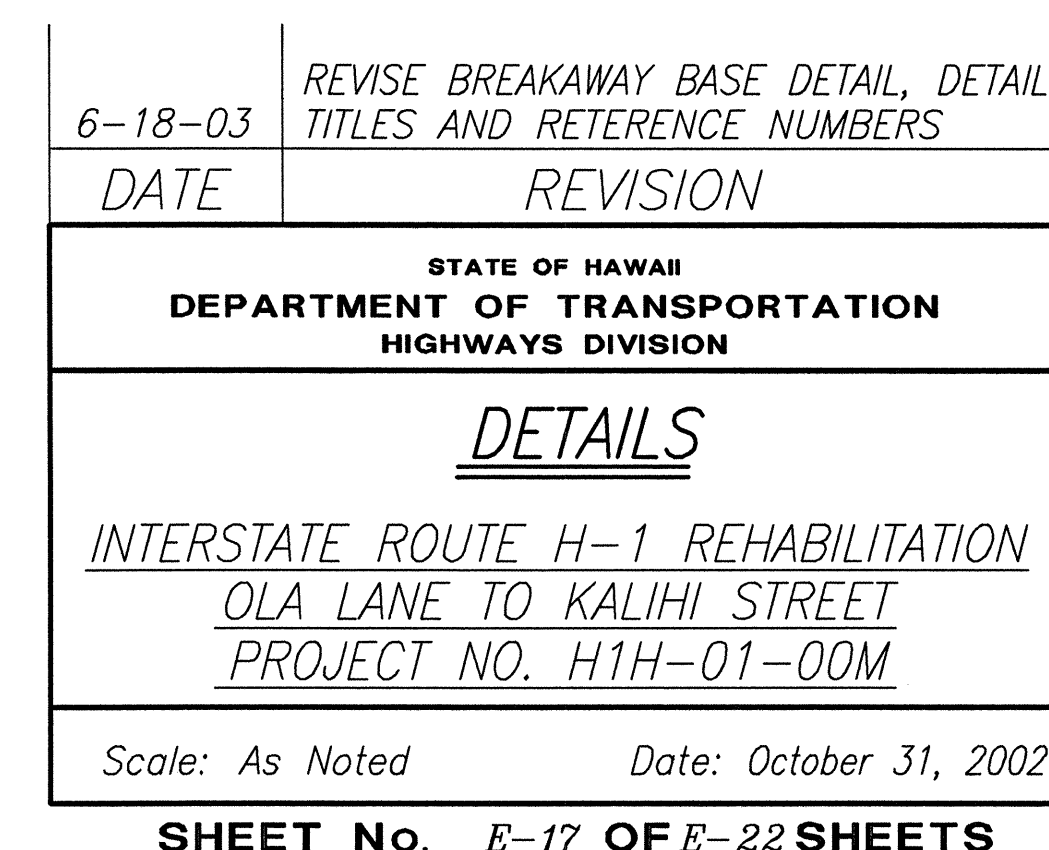 REVISE BREAKAWAY BASE DETAIL, DETAIL
6-18-03 TITLES AND RETERENCE NUMBERS
DATE REVISION
STATE OF HAWAII
DEPARTMENT OF TRANSPORTATION
HIGHWAYS DIVISION
DETAILS
INTERSTATE ROUTE H-1 REHABILITATION
OLA LANE TO KALIHI STREET
PROJECT NO. H1H-01-00M
Scale: As Noted Date: October 31, 2002
SHEET No. E-17 OF E-22 SHEETS